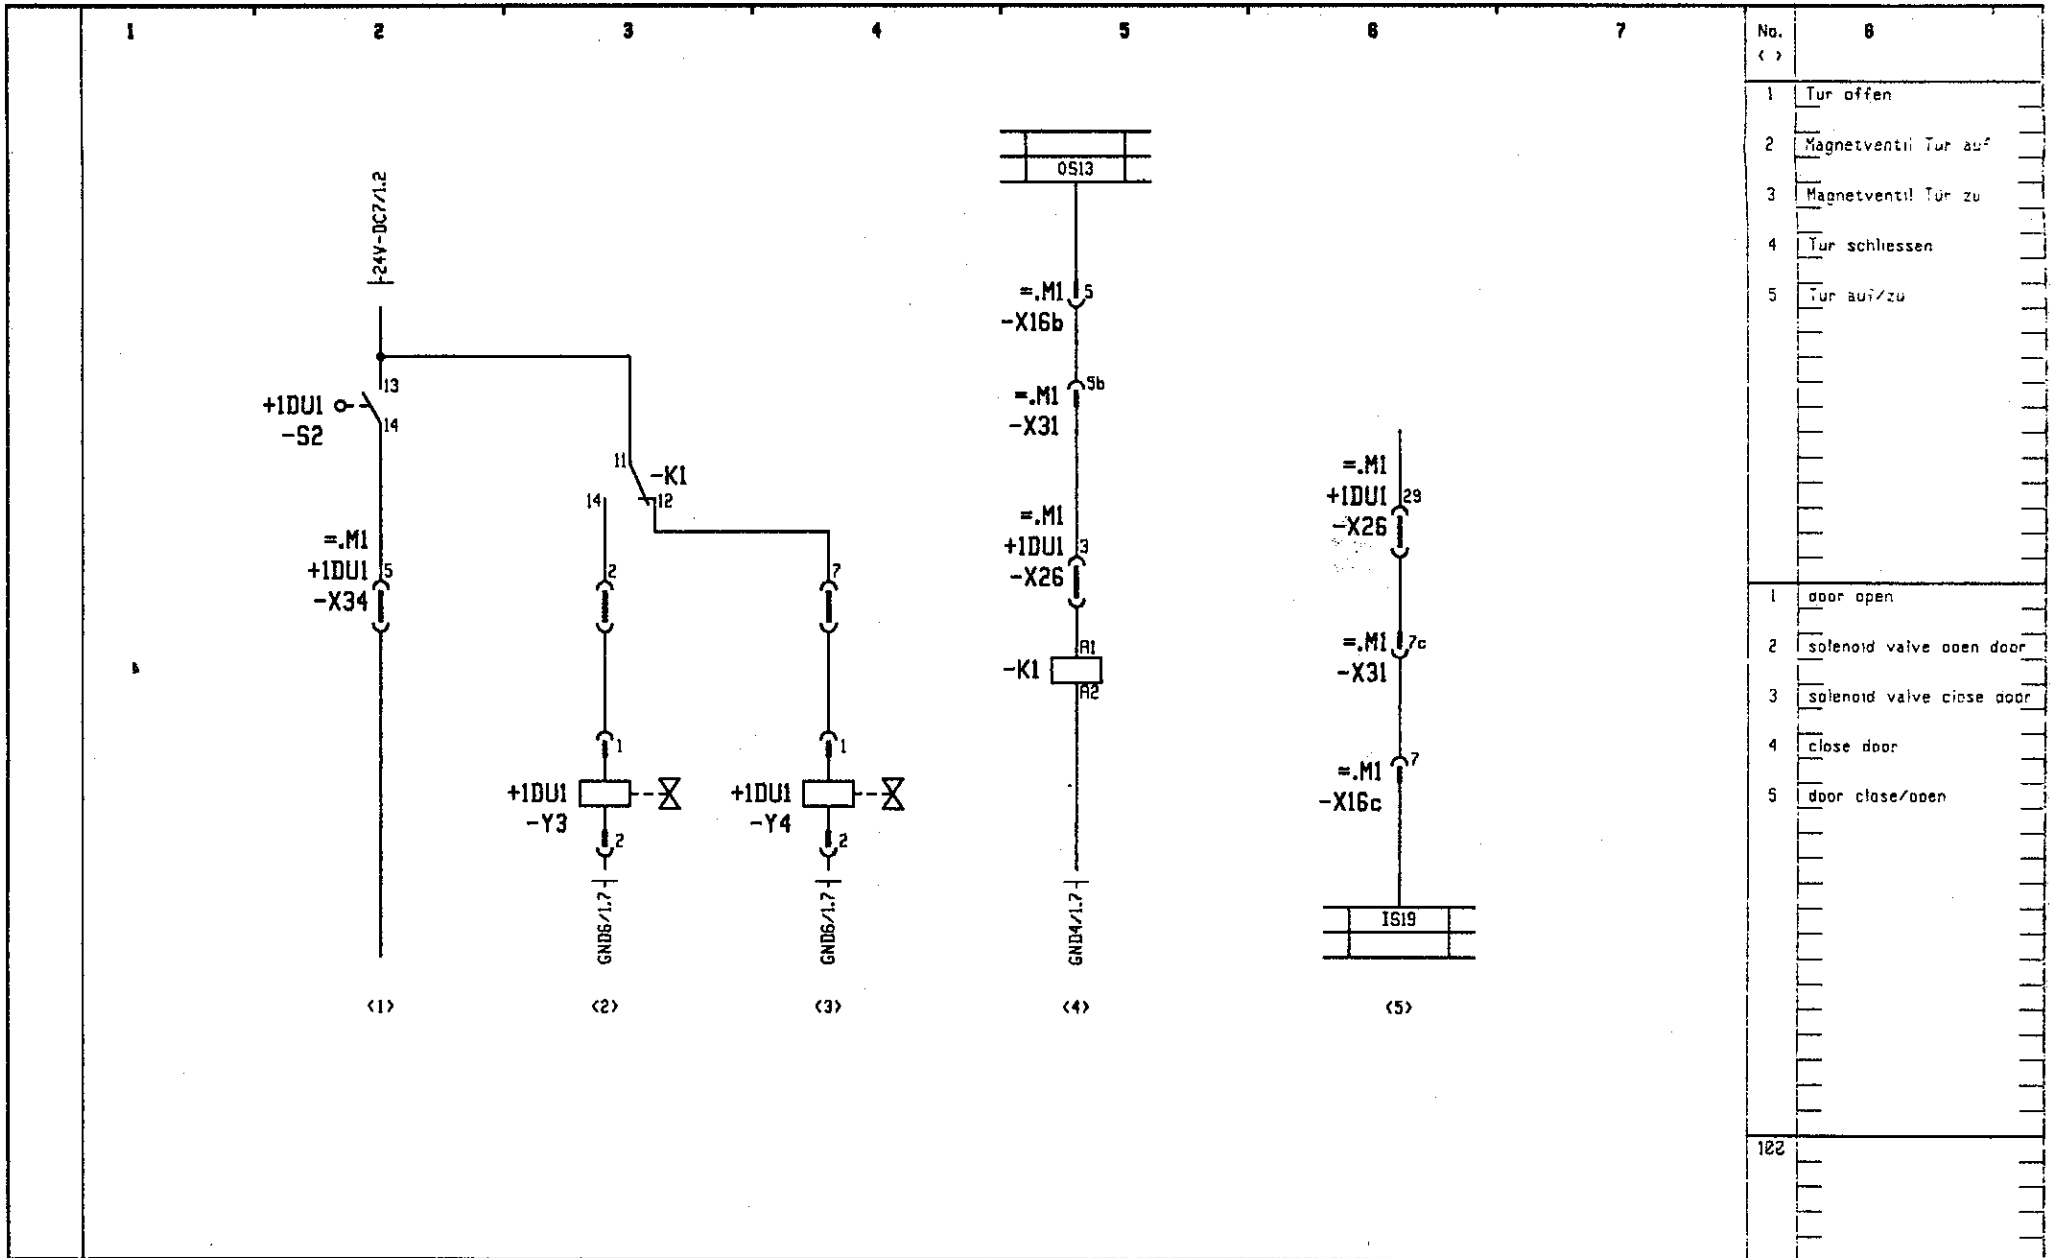 1
2
3
4
5
6
7
No.
8
< >
1 Tur offen
2 Magnetventil Tur auf
3 Magnetventil Tür zu
4 Tur schliessen
5 Tur auf/zu
1 door open
2 solenoid valve open door
3 solenoid valve close door
4 close door
5 door close/open
102
24V-DC7/1.2
13
+1DU1
-S2
14
=.M1
+1DU1 5
-X34
<1>
11
-K1
14
12
2
1
+1DU1
-Y3
2
GND6/1.7
<2>
7
1
+1DU1
-Y4
2
GND6/1.7
<3>
OS13
=.M1 5
-X16b
5b
=.M1
-X31
=.M1
+1DU1 3
-X26
A1
-K1
A2
GND4/1.7
<4>
=.M1
+1DU1 29
-X26
=.M1 7c
-X31
7
=.M1
-X16c
IS19
<5>